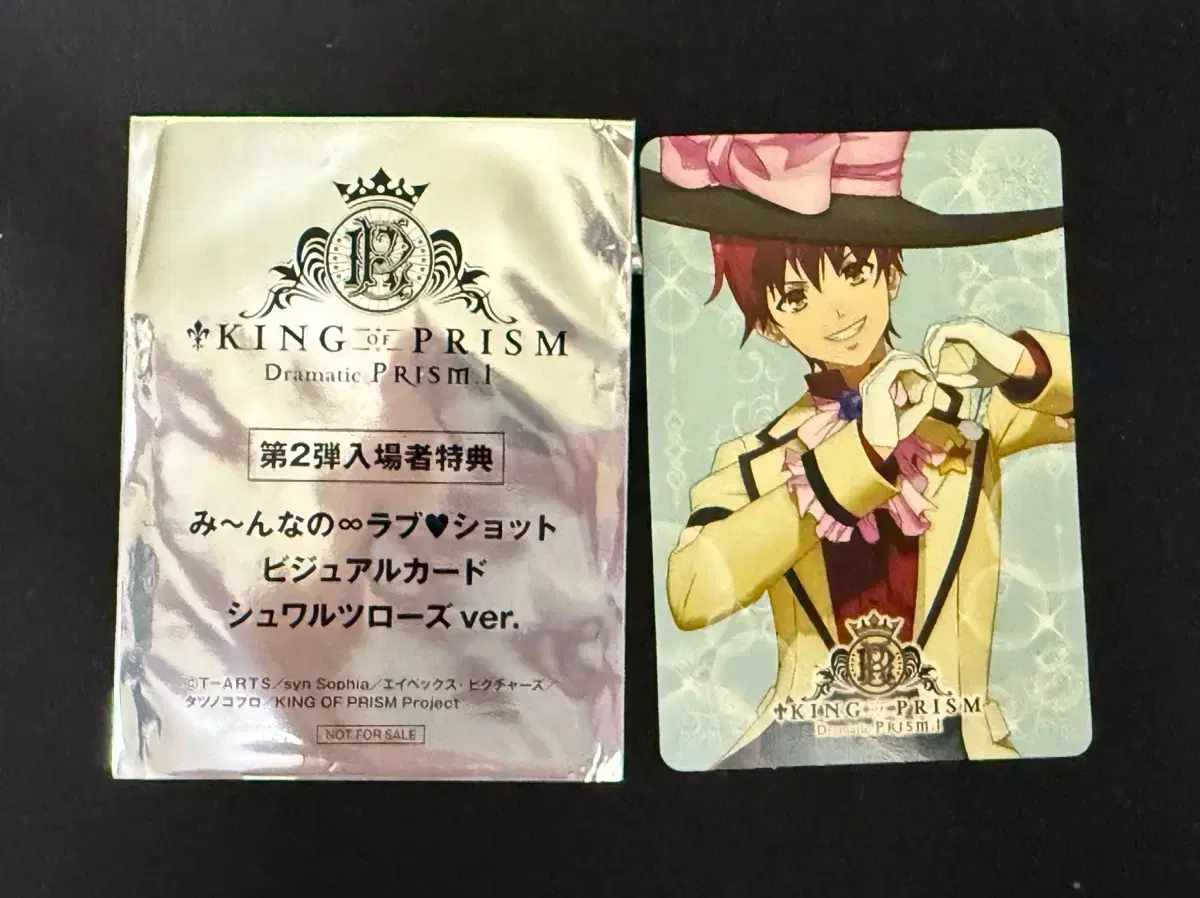 PR
KING OF PRISM
Dramatic PRISM.1
第2弾入場者特典
み〜んなの∞ラブ♥ショット
ビジュアルカード
シュワルツローズ ver.
©T-ARTS/syn Sophia/エイベックス・ピクチャーズ/
タツノコプロ/KING OF PRISM Project
NOT FOR SALE
PR
KING OF PRISM
Dramatic PRISM.1